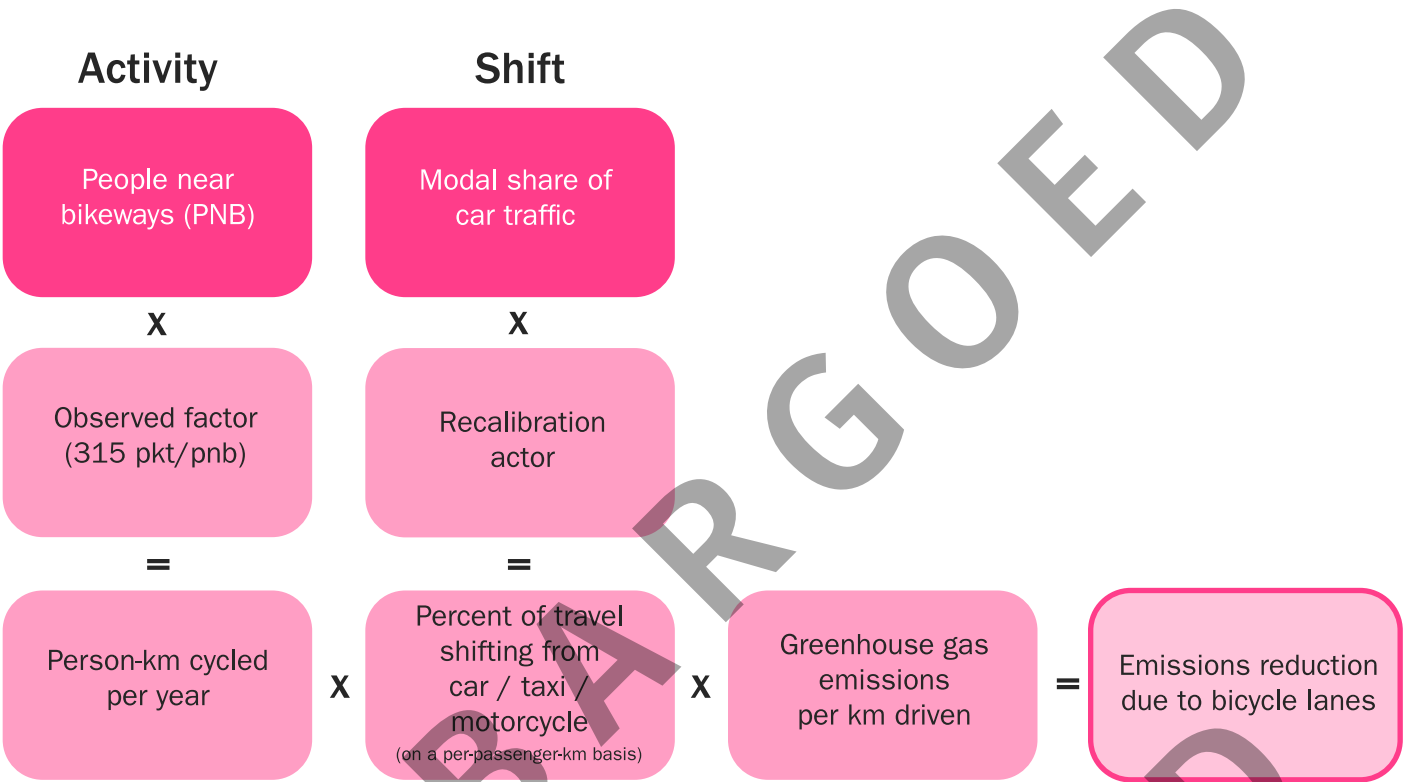 Activity
Shift
People near
bikeways (PNB)
Modal share of
car traffic
X
X
Observed factor
(315 pkt/pnb)
Recalibration
actor
=
=
Person-km cycled
per year
X
Percent of travel
shifting from
car / taxi /
motorcycle
(on a per-passenger-km basis)
X
Greenhouse gas
emissions
per km driven
=
Emissions reduction
due to bicycle lanes
BARGOED
D